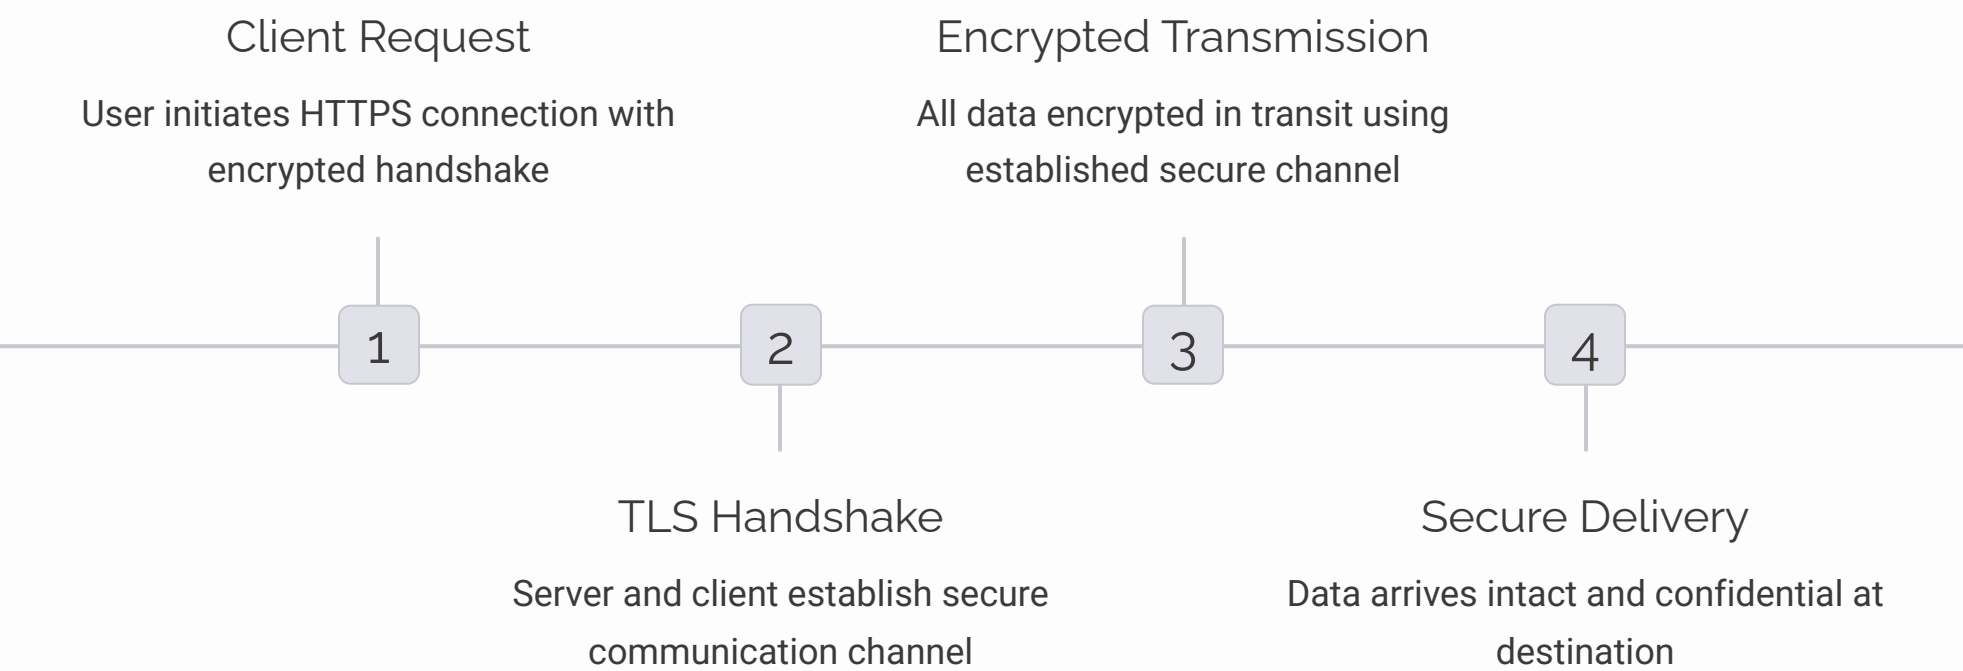 Client Request
User initiates HTTPS connection with
encrypted handshake
1
2
TLS Handshake
Server and client establish secure
communication channel
Encrypted Transmission
All data encrypted in transit using
established secure channel
3
4
Secure Delivery
Data arrives intact and confidential at
destination